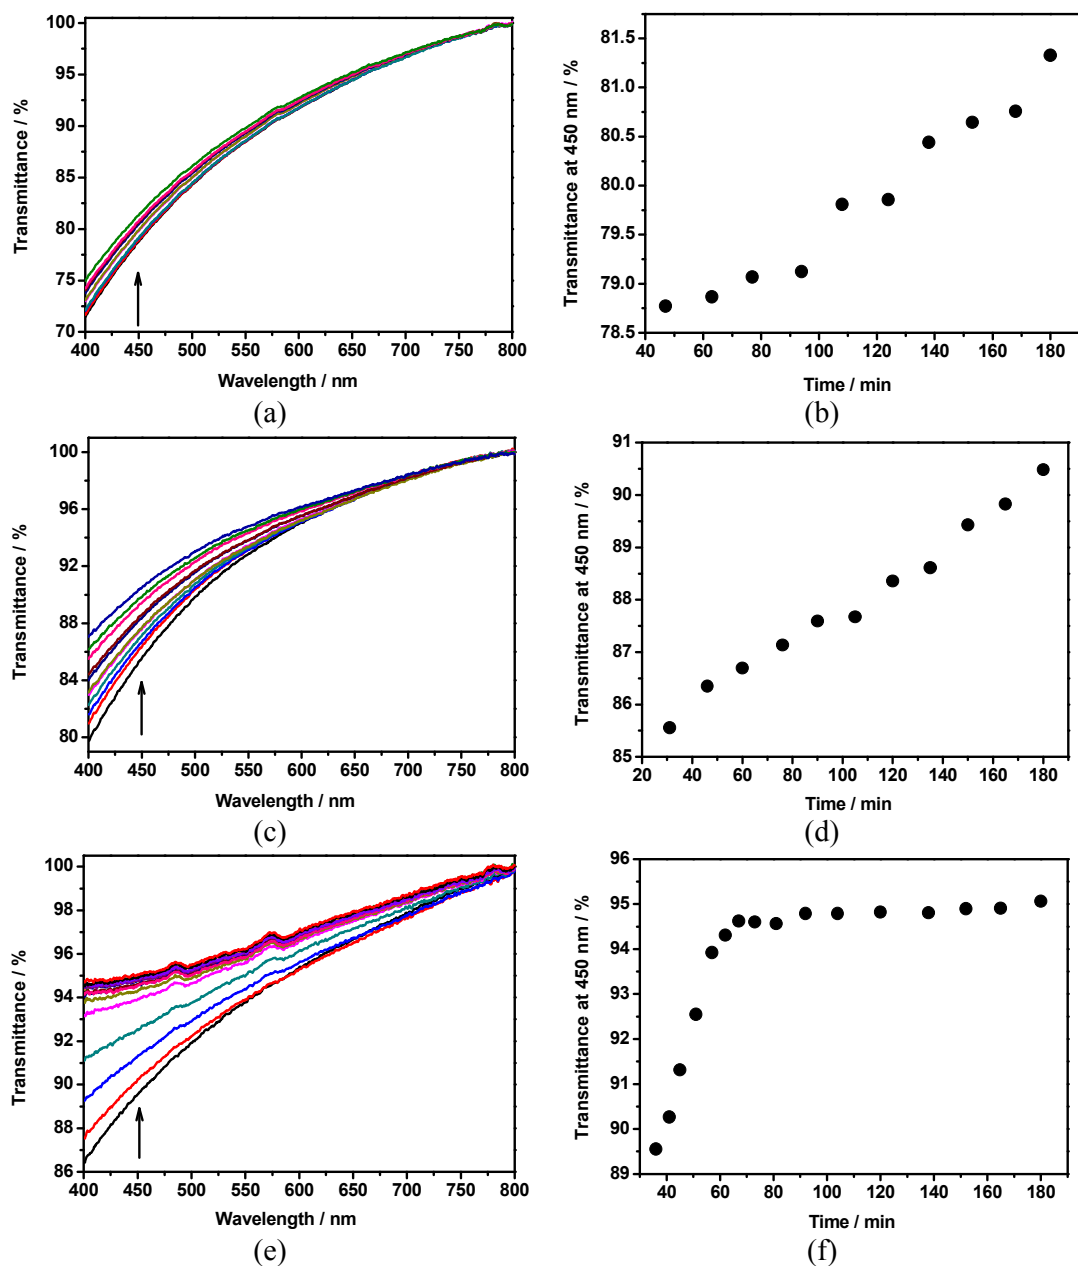 100
95
90
85
80
75
70
Transmittance / %
400 450 500 550 600 650 700 750 800
Wavelength / nm
(a)
81.5
81.0
80.5
80.0
79.5
79.0
78.5
Transmittance at 450 nm / %
40 60 80 100 120 140 160 180
Time / min
(b)
100
96
92
88
84
80
Transmittance / %
400 450 500 550 600 650 700 750 800
Wavelength / nm
(c)
91
90
89
88
87
86
85
Transmittance at 450 nm / %
20 40 60 80 100 120 140 160 180
Time / min
(d)
100
98
96
94
92
90
88
86
Transmittance / %
400 450 500 550 600 650 700 750 800
Wavelength / nm
(e)
96
95
94
93
92
91
90
89
Transmittance at 450 nm / %
40 60 80 100 120 140 160 180
Time / min
(f)